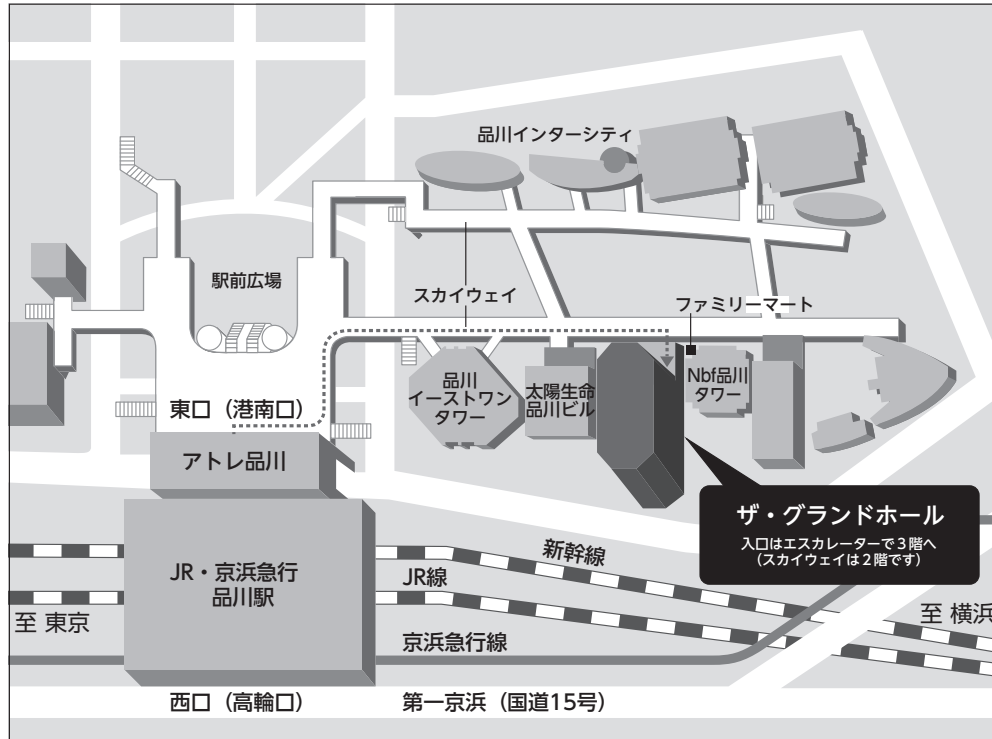 品川インターシティ
駅前広場
スカイウェイ
ファミリーマート
品川
イーストワン
タワー
太陽生命
品川ビル
Nbf品川
タワー
東口（港南口）
アトレ品川
ザ・グランドホール
入口はエスカレーターで3階へ
（スカイウェイは2階です）
新幹線
JR・京浜急行
品川駅
JR線
至 東京
至 横浜
京浜急行線
西口（高輪口）
第一京浜（国道15号）